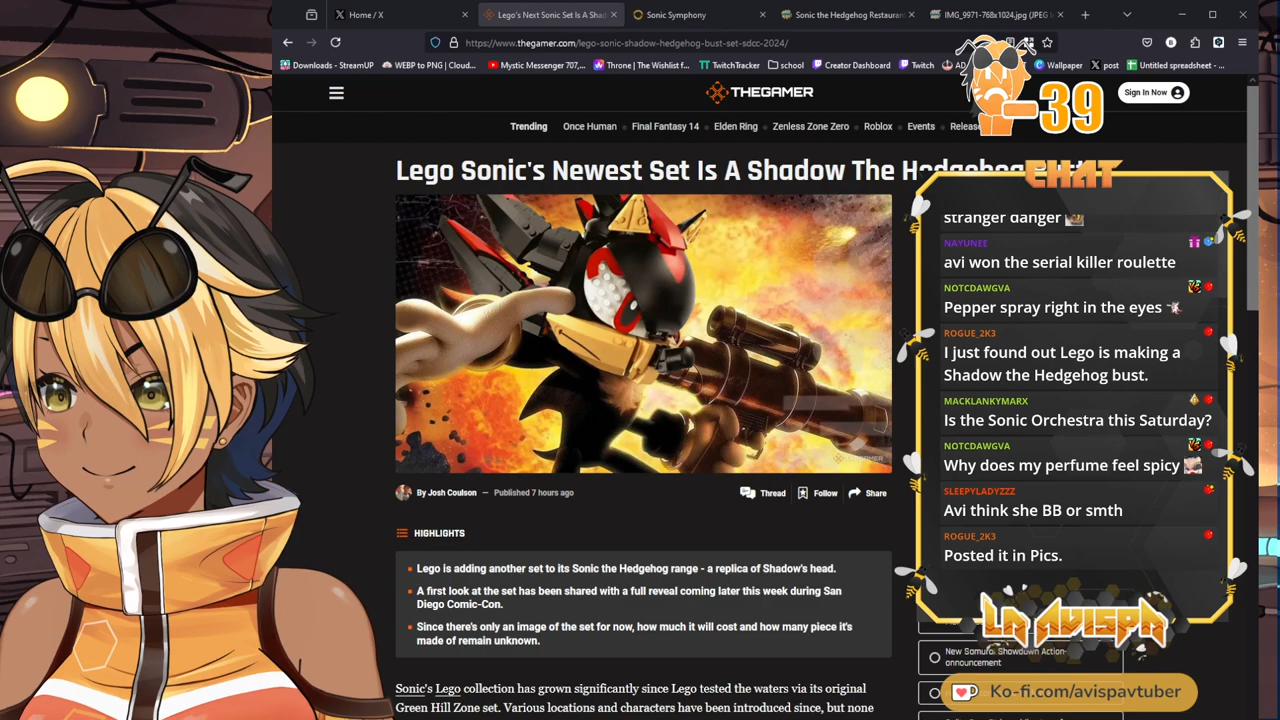 Home / X
Lego's Next Sonic Set Is A Shad
Sonic Symphony
Sonic the Hedgehog Restauran
IMG_9971-768x1024.jpg (JPEG
https://www.thegamer.com/lego-sonic-shadow-hedgehog-bust-set-sdcc-2024/
Downloads - StreamUP
WEBP to PNG | Cloud...
Mystic Messenger 707,...
Throne | The Wishlist f...
TwitchTracker
school
Creator Dashboard
Twitch
AD
Wallpaper
post
Untitled spreadsheet -...
THEGAMER
Sign In Now
-39
Trending
Once Human
Final Fantasy 14
Elden Ring
Zenless Zone Zero
Roblox
Events
Release
Lego Sonic's Newest Set Is A Shadow The Hedgehog Bust
CHAT
stranger danger
NAYUNEE
avi won the serial killer roulette
NOTCDAWGVA
Pepper spray right in the eyes
ROGUE_2K3
I just found out Lego is making a
Shadow the Hedgehog bust.
MACKLANKYMARX
Is the Sonic Orchestra this Saturday?
NOTCDAWGVA
Why does my perfume feel spicy
SLEEPYLADYZZZ
Avi think she BB or smth
ROGUE_2K3
Posted it in Pics.
THEGAMER
By Josh Coulson — Published 7 hours ago
Thread
Follow
Share
HIGHLIGHTS
Lego is adding another set to its Sonic the Hedgehog range - a replica of Shadow's head.
A first look at the set has been shared with a full reveal coming later this week during San
Diego Comic-Con.
Since there's only an image of the set for now, how much it will cost and how many piece it's
made of remain unknown.
Sonic's Lego collection has grown significantly since Lego tested the waters via its original
Green Hill Zone set. Various locations and characters have been introduced since, but none
LA AVISPA
New Samurai Showdown Action-
announcement
Ko-fi.com/avispavtuber